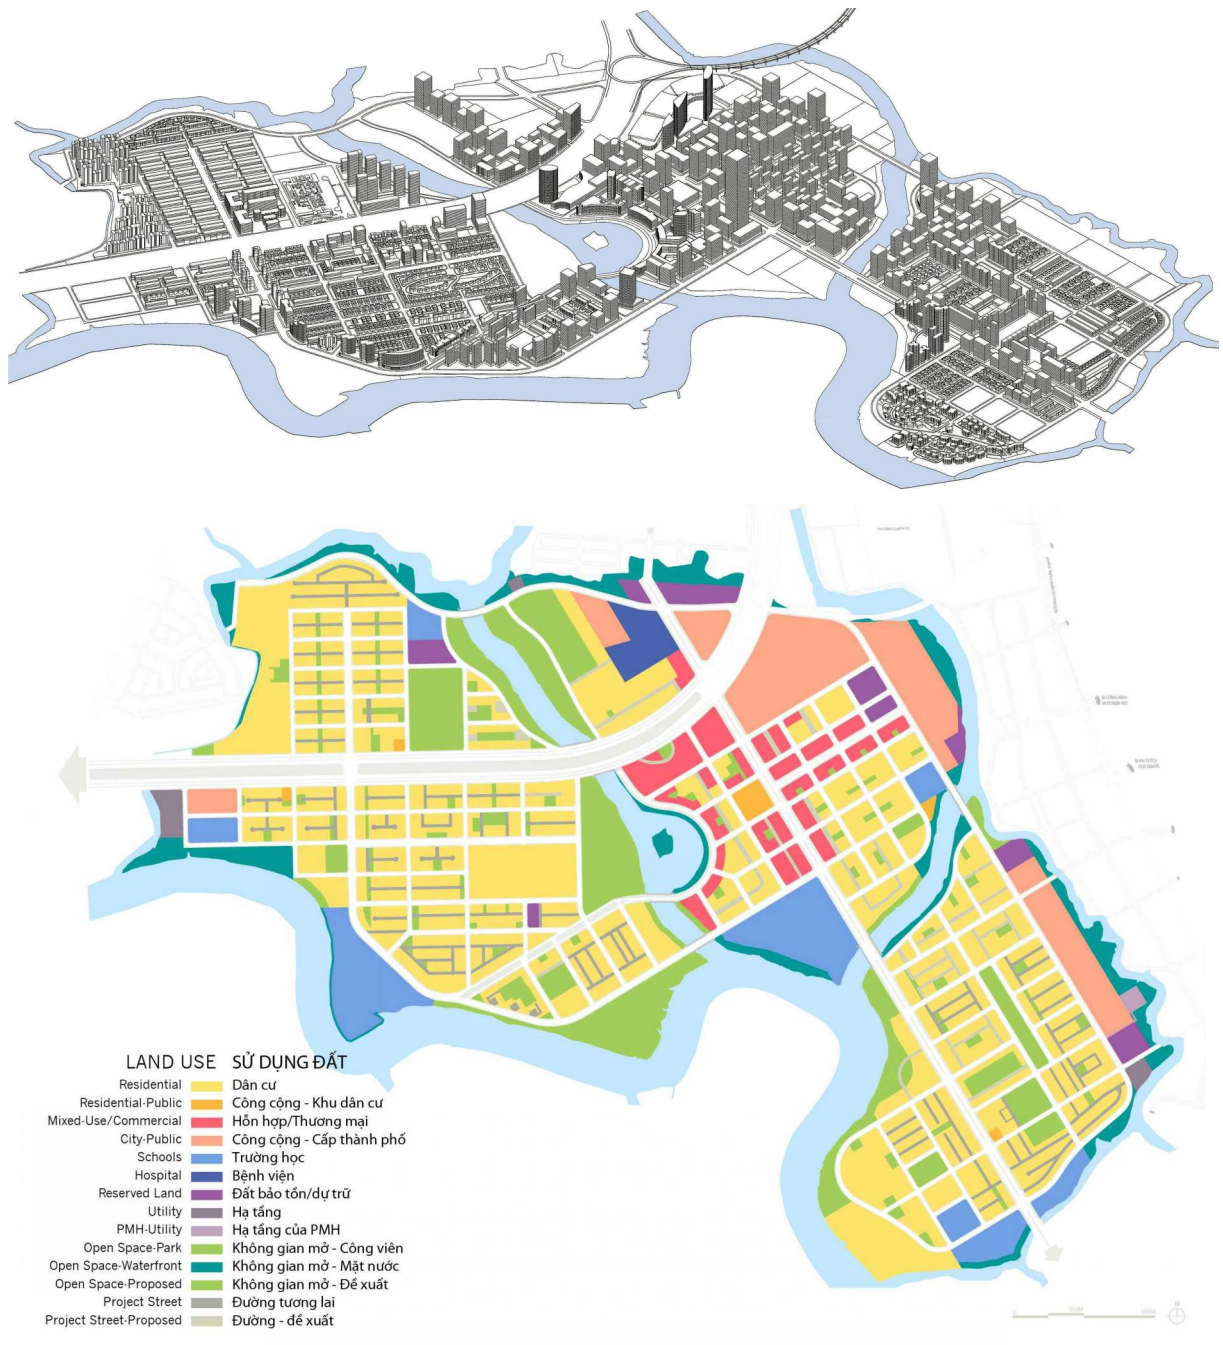 LAND USE SỬ DỤNG ĐẤT
Residential Dân cư
Residential-Public Công cộng - Khu dân cư
Mixed-Use/Commercial Hỗn hợp/Thương mại
City-Public Công cộng - Cấp thành phố
Schools Trường học
Hospital Bệnh viện
Reserved Land Đất bảo tồn/dự trữ
Utility Hạ tầng
PMH-Utility Hạ tầng của PMH
Open Space-Park Không gian mở - Công viên
Open Space-Waterfront Không gian mở - Mặt nước
Open Space-Proposed Không gian mở - Đề xuất
Project Street Đường tương lai
Project Street-Proposed Đường - đề xuất
N